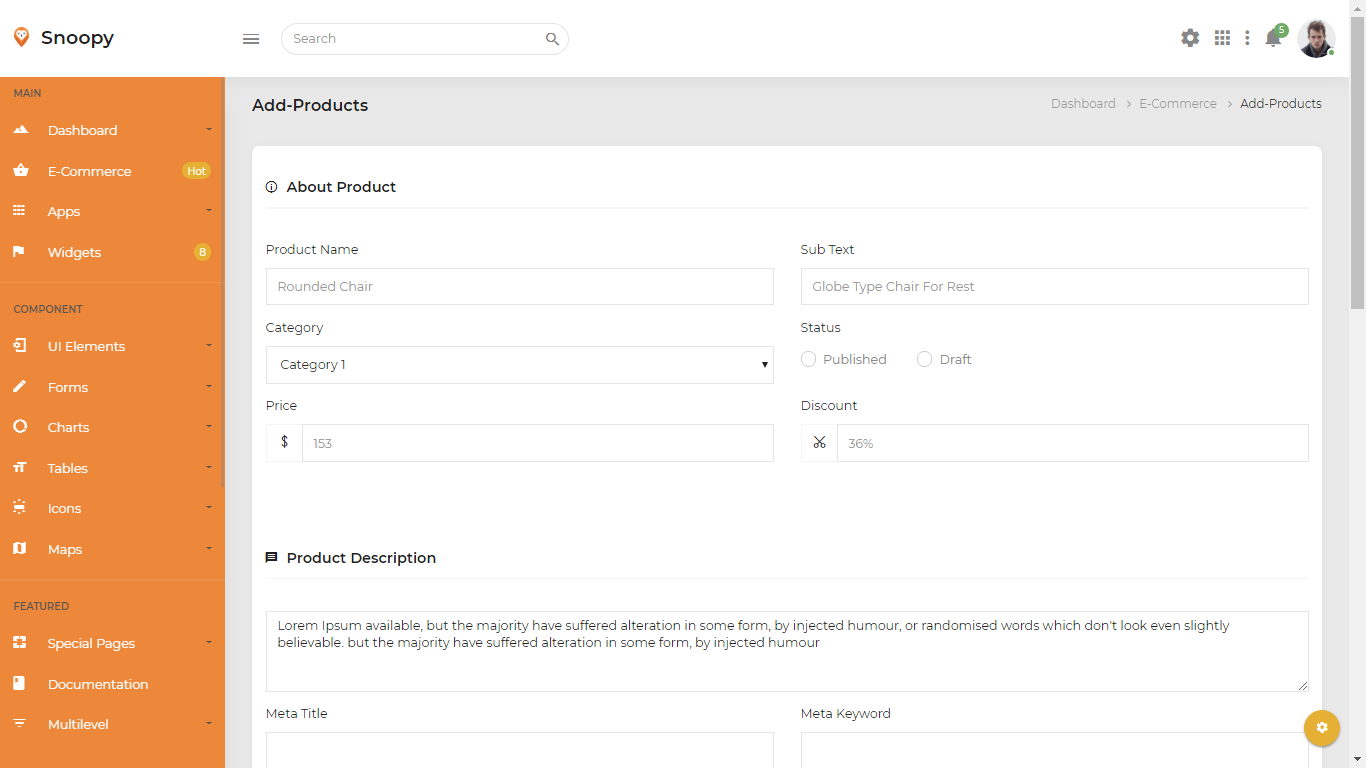 Snoopy
Search
5
MAIN
Dashboard
E-Commerce Hot
Apps
Widgets 8
COMPONENT
UI Elements
Forms
Charts
Tables
Icons
Maps
FEATURED
Special Pages
Documentation
Multilevel
Add-Products
Dashboard > E-Commerce > Add-Products
About Product
Product Name
Rounded Chair
Sub Text
Globe Type Chair For Rest
Category
Category 1
Status
Published Draft
Price
$ 153
Discount
36%
Product Description
Lorem Ipsum available, but the majority have suffered alteration in some form, by injected humour, or randomised words which don't look even slightly
believable. but the majority have suffered alteration in some form, by injected humour
Meta Title
Meta Keyword